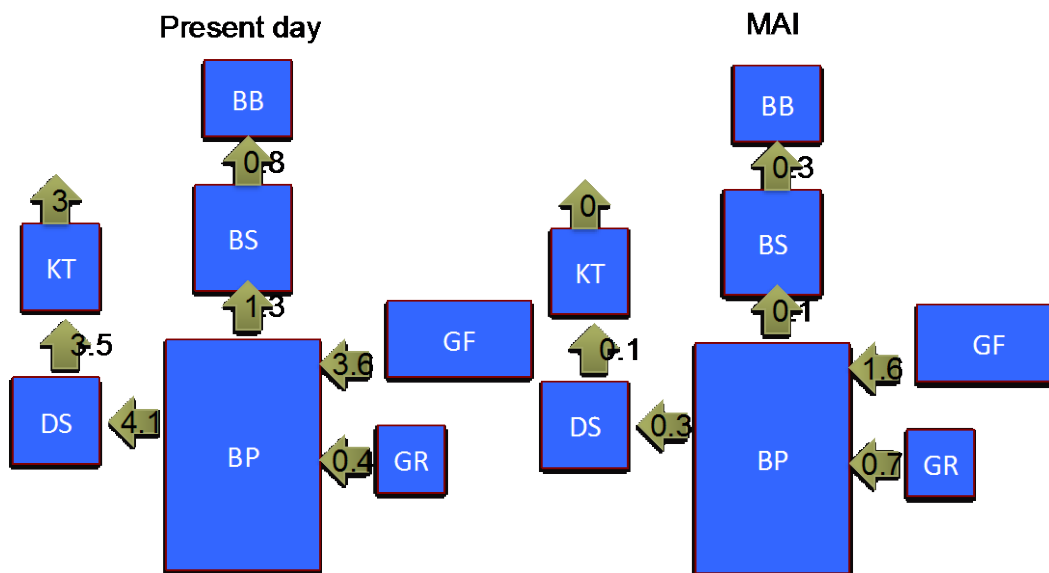 Present day
BB
0.8
3
BS
KT
1.3
3.5
GF
3.6
DS
4.1
BP
0.4
GR
MAI
BB
0.3
0
BS
KT
0.1
0.1
GF
1.6
DS
0.3
BP
0.7
GR